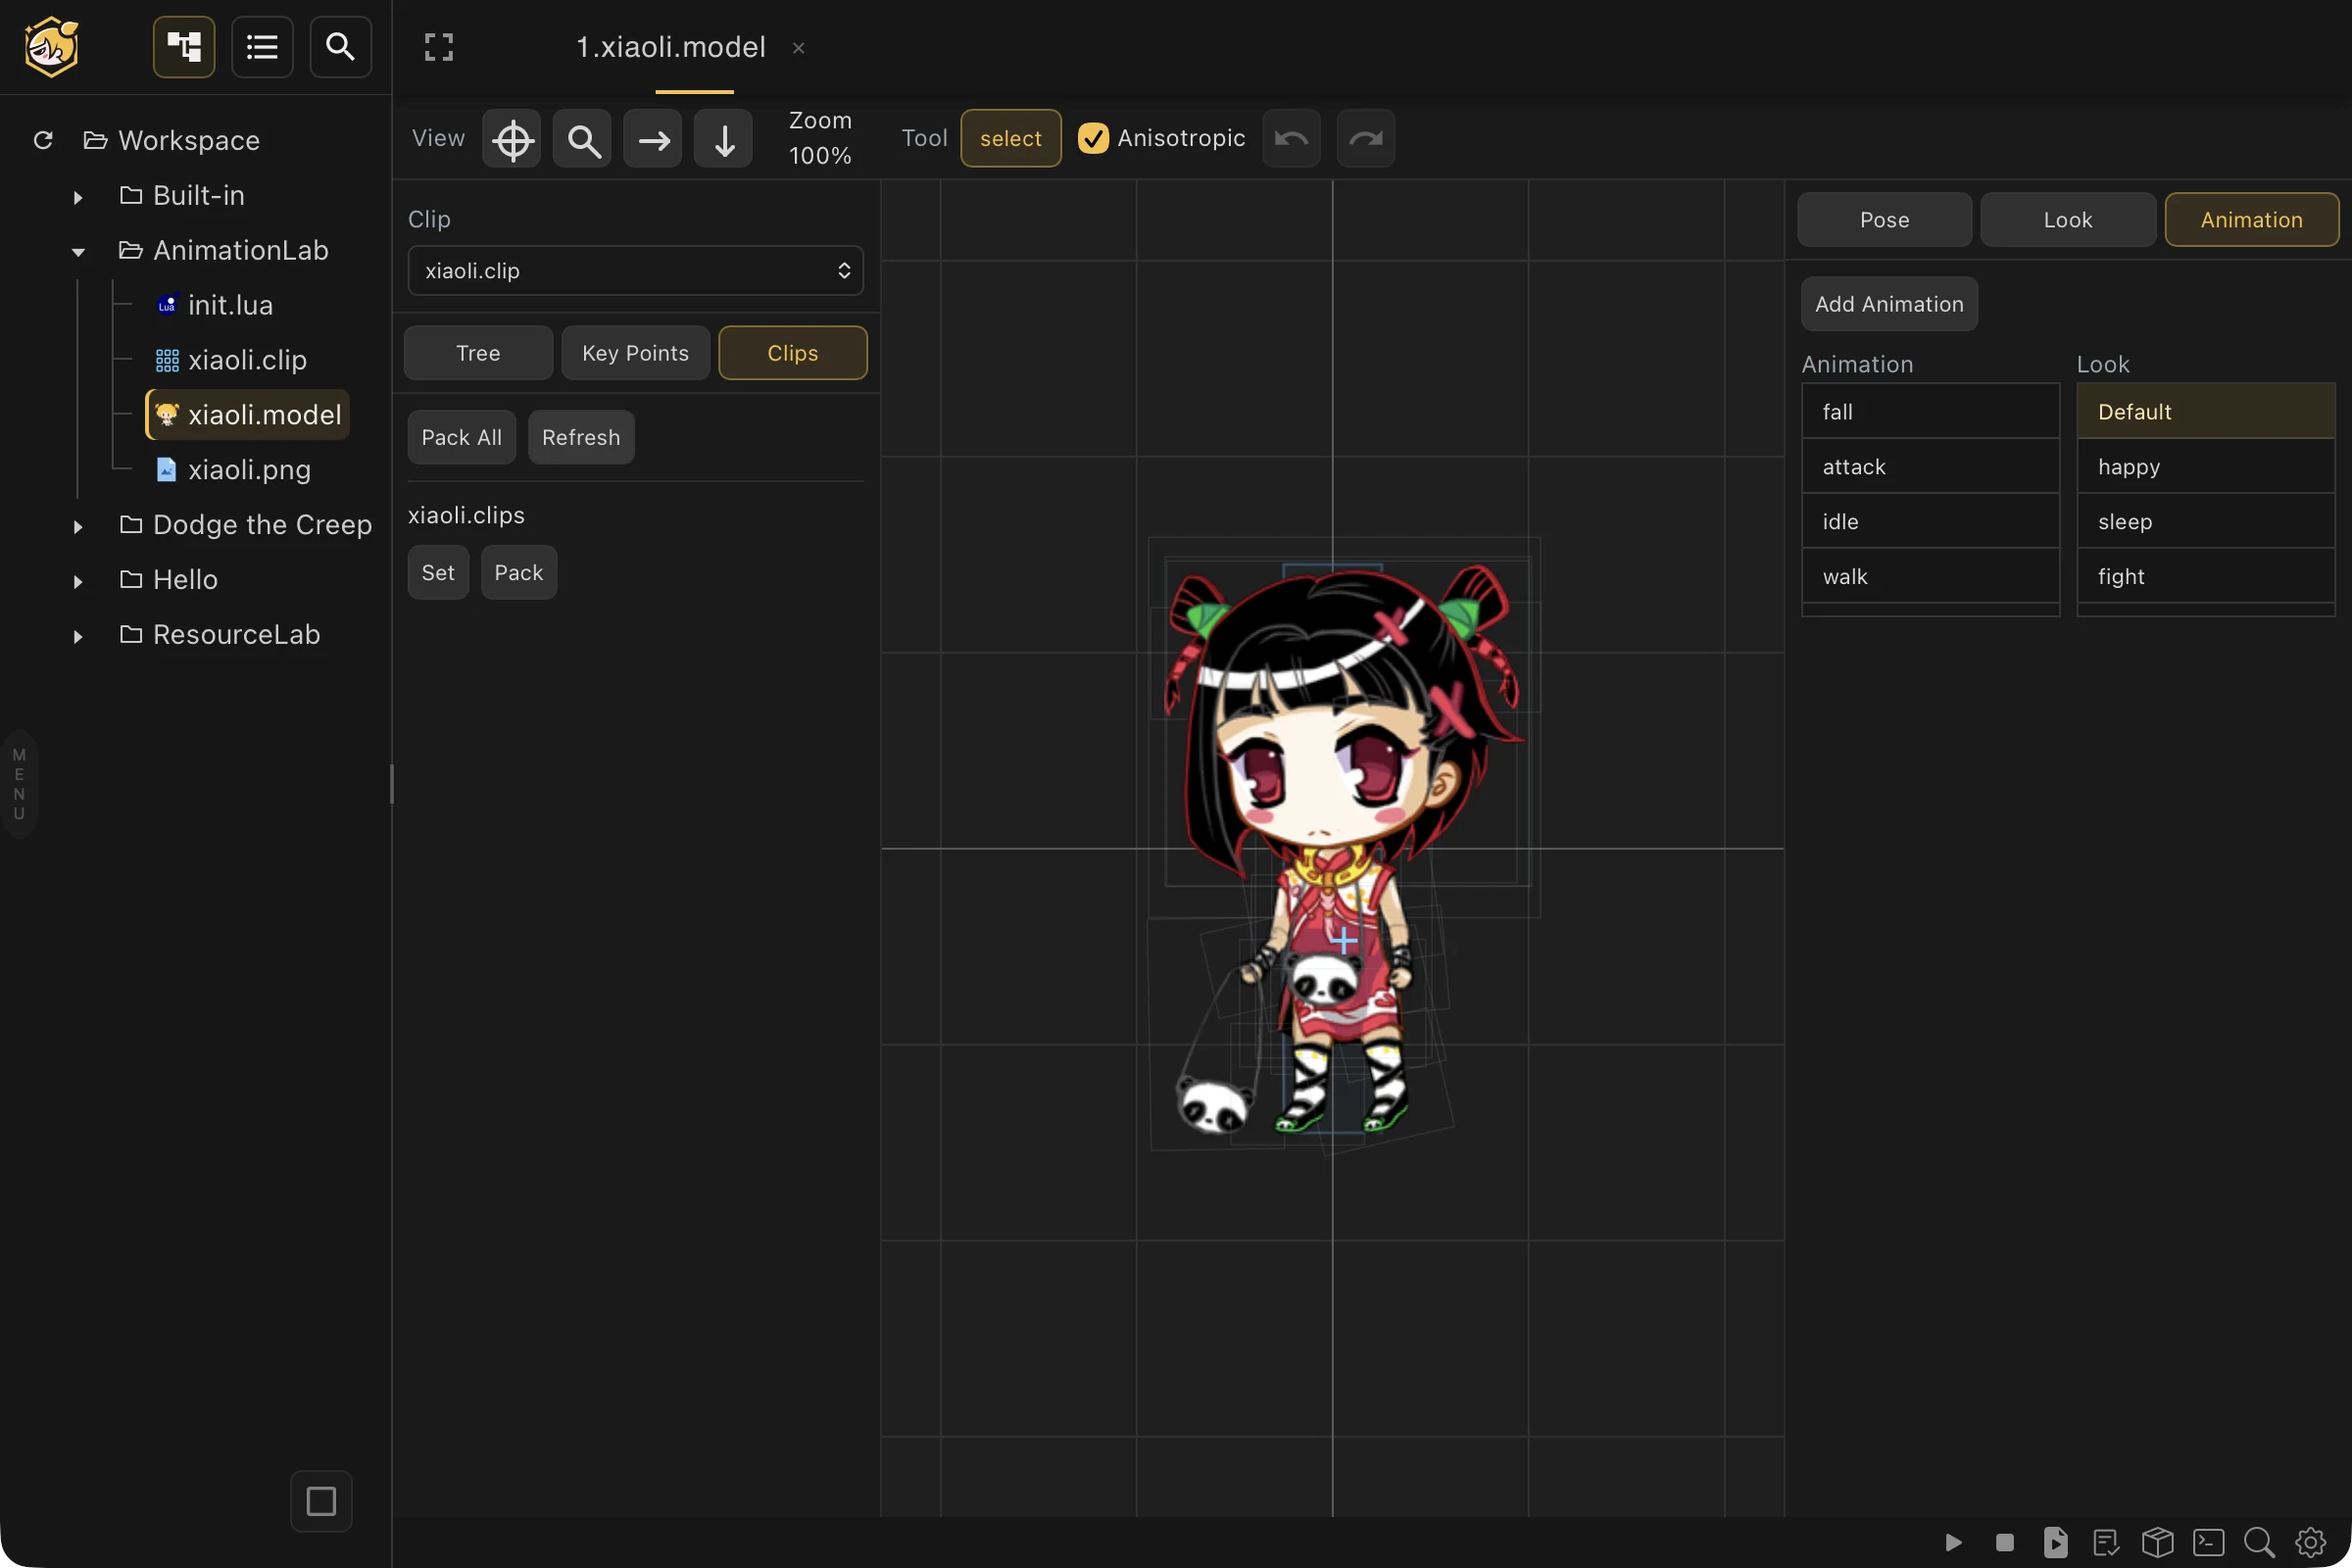 1.xiaoli.model
Workspace
Built-in
AnimationLab
Lua init.lua
xiaoli.clip
xiaoli.model
xiaoli.png
Dodge the Creep
Hello
ResourceLab
MENU
View
Zoom
100%
Tool
select
Anisotropic
Clip
xiaoli.clip
Tree
Key Points
Clips
Pack All
Refresh
xiaoli.clips
Set
Pack
Pose
Look
Animation
Add Animation
Animation
Look
fall
Default
attack
happy
idle
sleep
walk
fight